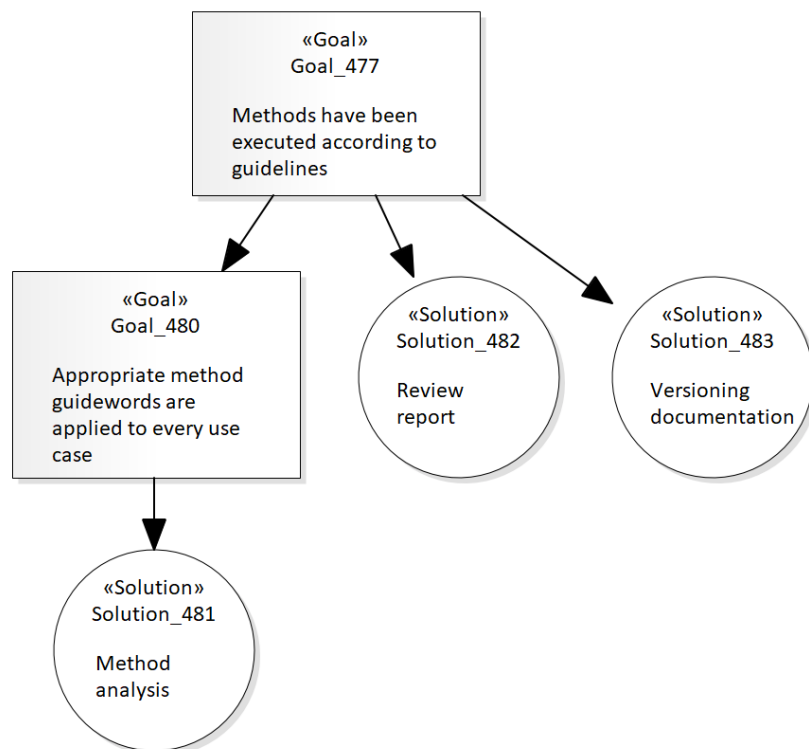 «Goal»
Goal_477
Methods have been
executed according to
guidelines
«Goal»
Goal_480
Appropriate method
guidewords are
applied to every use
case
«Solution»
Solution_482
Review
report
«Solution»
Solution_483
Versioning
documentation
«Solution»
Solution_481
Method
analysis